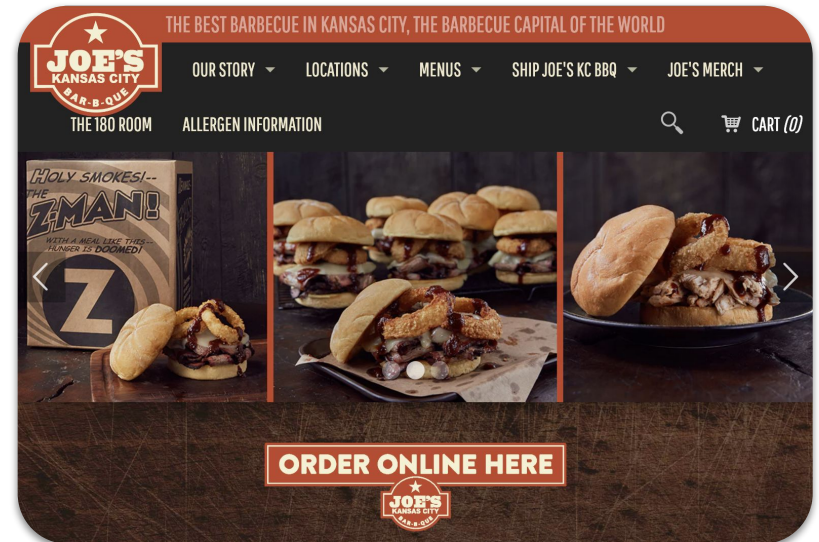 THE BEST BARBECUE IN KANSAS CITY, THE BARBECUE CAPITAL OF THE WORLD
JOE'S
KANSAS CITY
BAR-B-QUE
OUR STORY LOCATIONS MENUS SHIP JOE'S KC BBQ JOE'S MERCH
THE 180 ROOM ALLERGEN INFORMATION CART (0)
HOLY SMOKES!--
THE
Z-MAN!
WITH A MEAL LIKE THIS--
HUNGER IS DOOMED!
Z
ORDER ONLINE HERE
JOE'S
KANSAS CITY
BAR-B-QUE